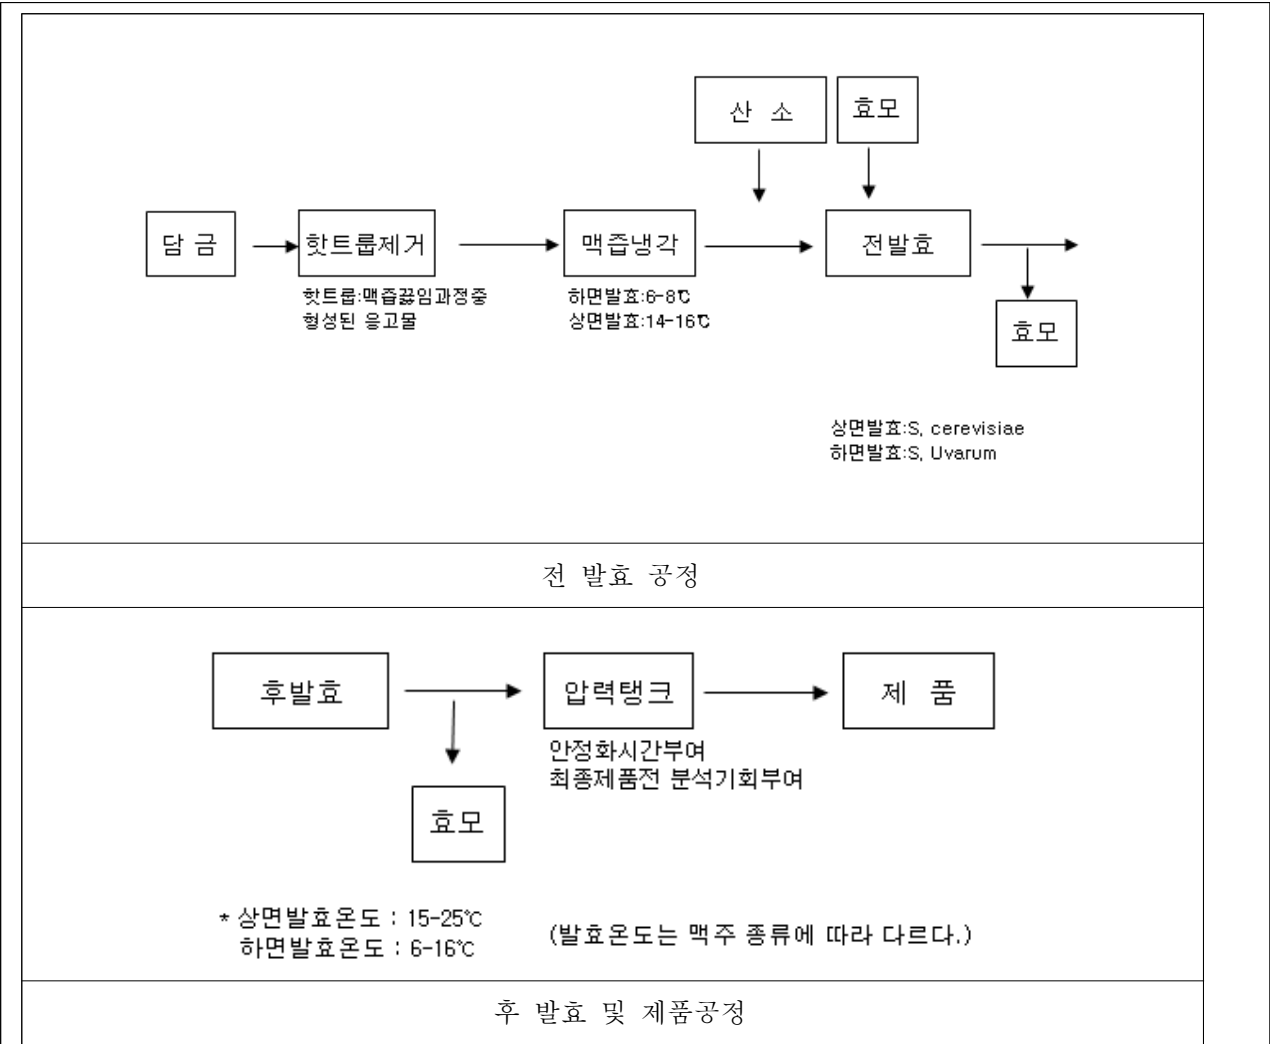 산 소
효모
담 금
핫트룹제거
맥즙냉각
전발효
핫트룹:맥즙끓임과정중
형성된 응고물
하면발효:6-8℃
상면발효:14-16℃
효모
상면발효:S, cerevisiae
하면발효:S, Uvarum
전 발효 공정
후발효
압력탱크
제 품
안정화시간부여
최종제품전 분석기회부여
효모
* 상면발효온도 : 15-25℃
하면발효온도 : 6-16℃
(발효온도는 맥주 종류에 따라 다르다.)
후 발효 및 제품공정